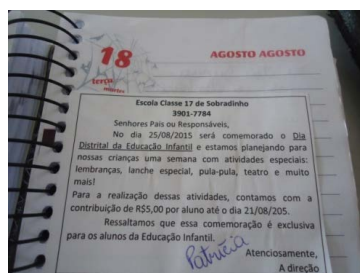 18
AGOSTO AGOSTO
terça
martes
Escola Classe 17 de Sobradinho
3901-7784
Senhores Pais ou Responsáveis,
No dia 25/08/2015 será comemorado o Dia
Distrital da Educação Infantil e estamos planejando para
nossas crianças uma semana com atividades especiais:
lembranças, lanche especial, pula-pula, teatro e muito
mais!
Para a realização dessas atividades, contamos com a
contribuição de R$5,00 por aluno até o dia 21/08/205.
Ressaltamos que essa comemoração é exclusiva
para os alunos da Educação Infantil.
Patrícia
Atenciosamente,
A direção